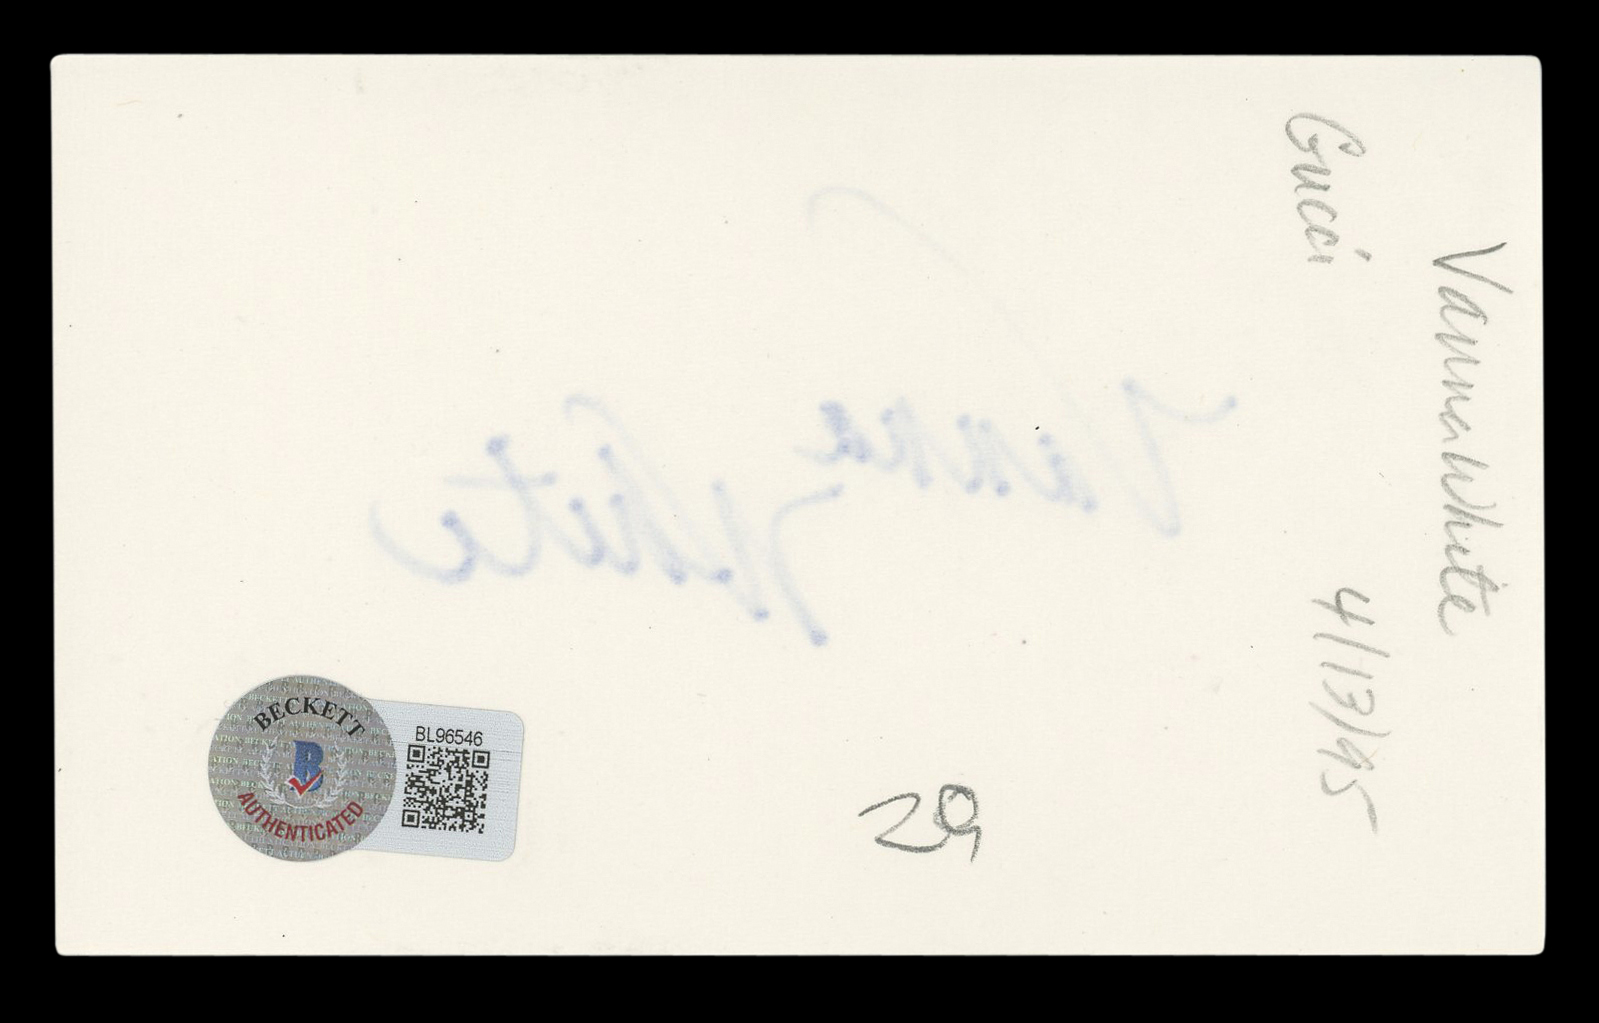 Vanna White
Gucci
4/13/95
Vanna
White
29
BECKETT
B
AUTHENTICATED
BL96546